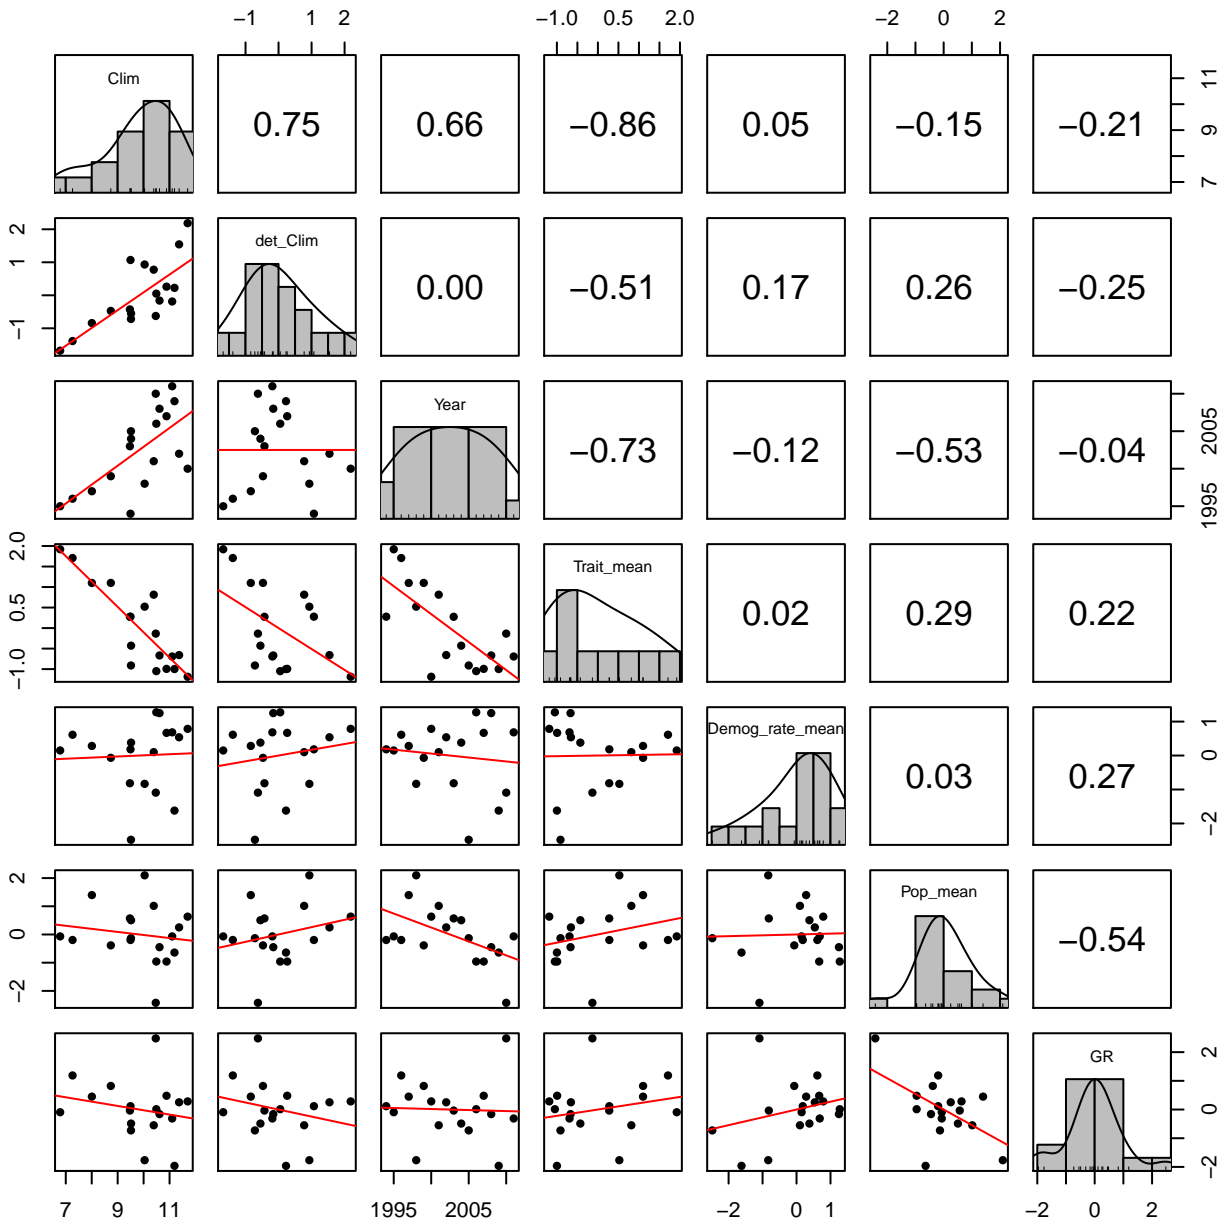 −1 1 2 −1.0 0.5 2.0 −2 0 2
Clim
0.75 0.66 −0.86 0.05 −0.15 −0.21
7 9 11
det_Clim
0.00 −0.51 0.17 0.26 −0.25
−1 1 2
Year
−0.73 −0.12 −0.53 −0.04
1995 2005
Trait_mean
0.02 0.29 0.22
−1.0 0.5 2.0
Demog_rate_mean
0.03 0.27
−2 0 1
Pop_mean
−0.54
−2 0 2
GR
−2 0 2
7 9 11 1995 2005 −2 0 1 −2 0 2